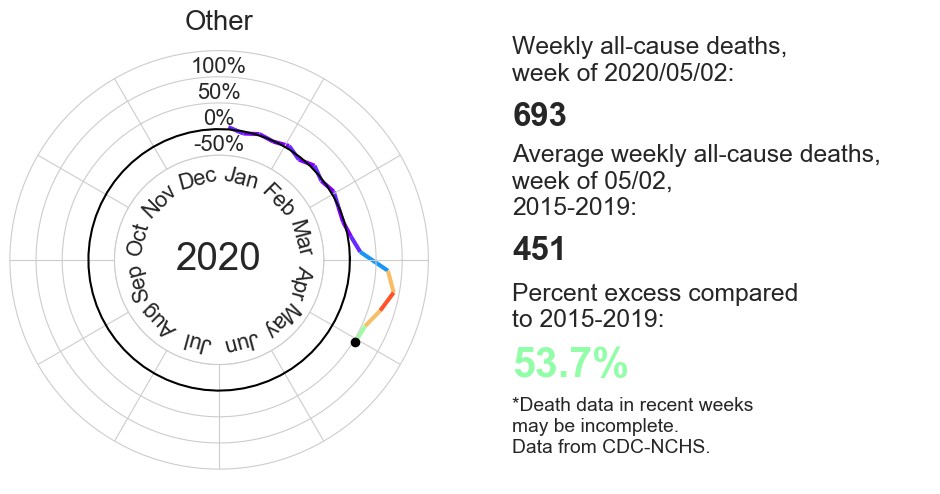 Other
100%
50%
0%
-50%
Jan
Feb
Mar
Apr
May
Jun
Jul
Aug
Sep
Oct
Nov
Dec
2020
Weekly all-cause deaths,
week of 2020/05/02:
693
Average weekly all-cause deaths,
week of 05/02,
2015-2019:
451
Percent excess compared
to 2015-2019:
53.7%
*Death data in recent weeks
may be incomplete.
Data from CDC-NCHS.